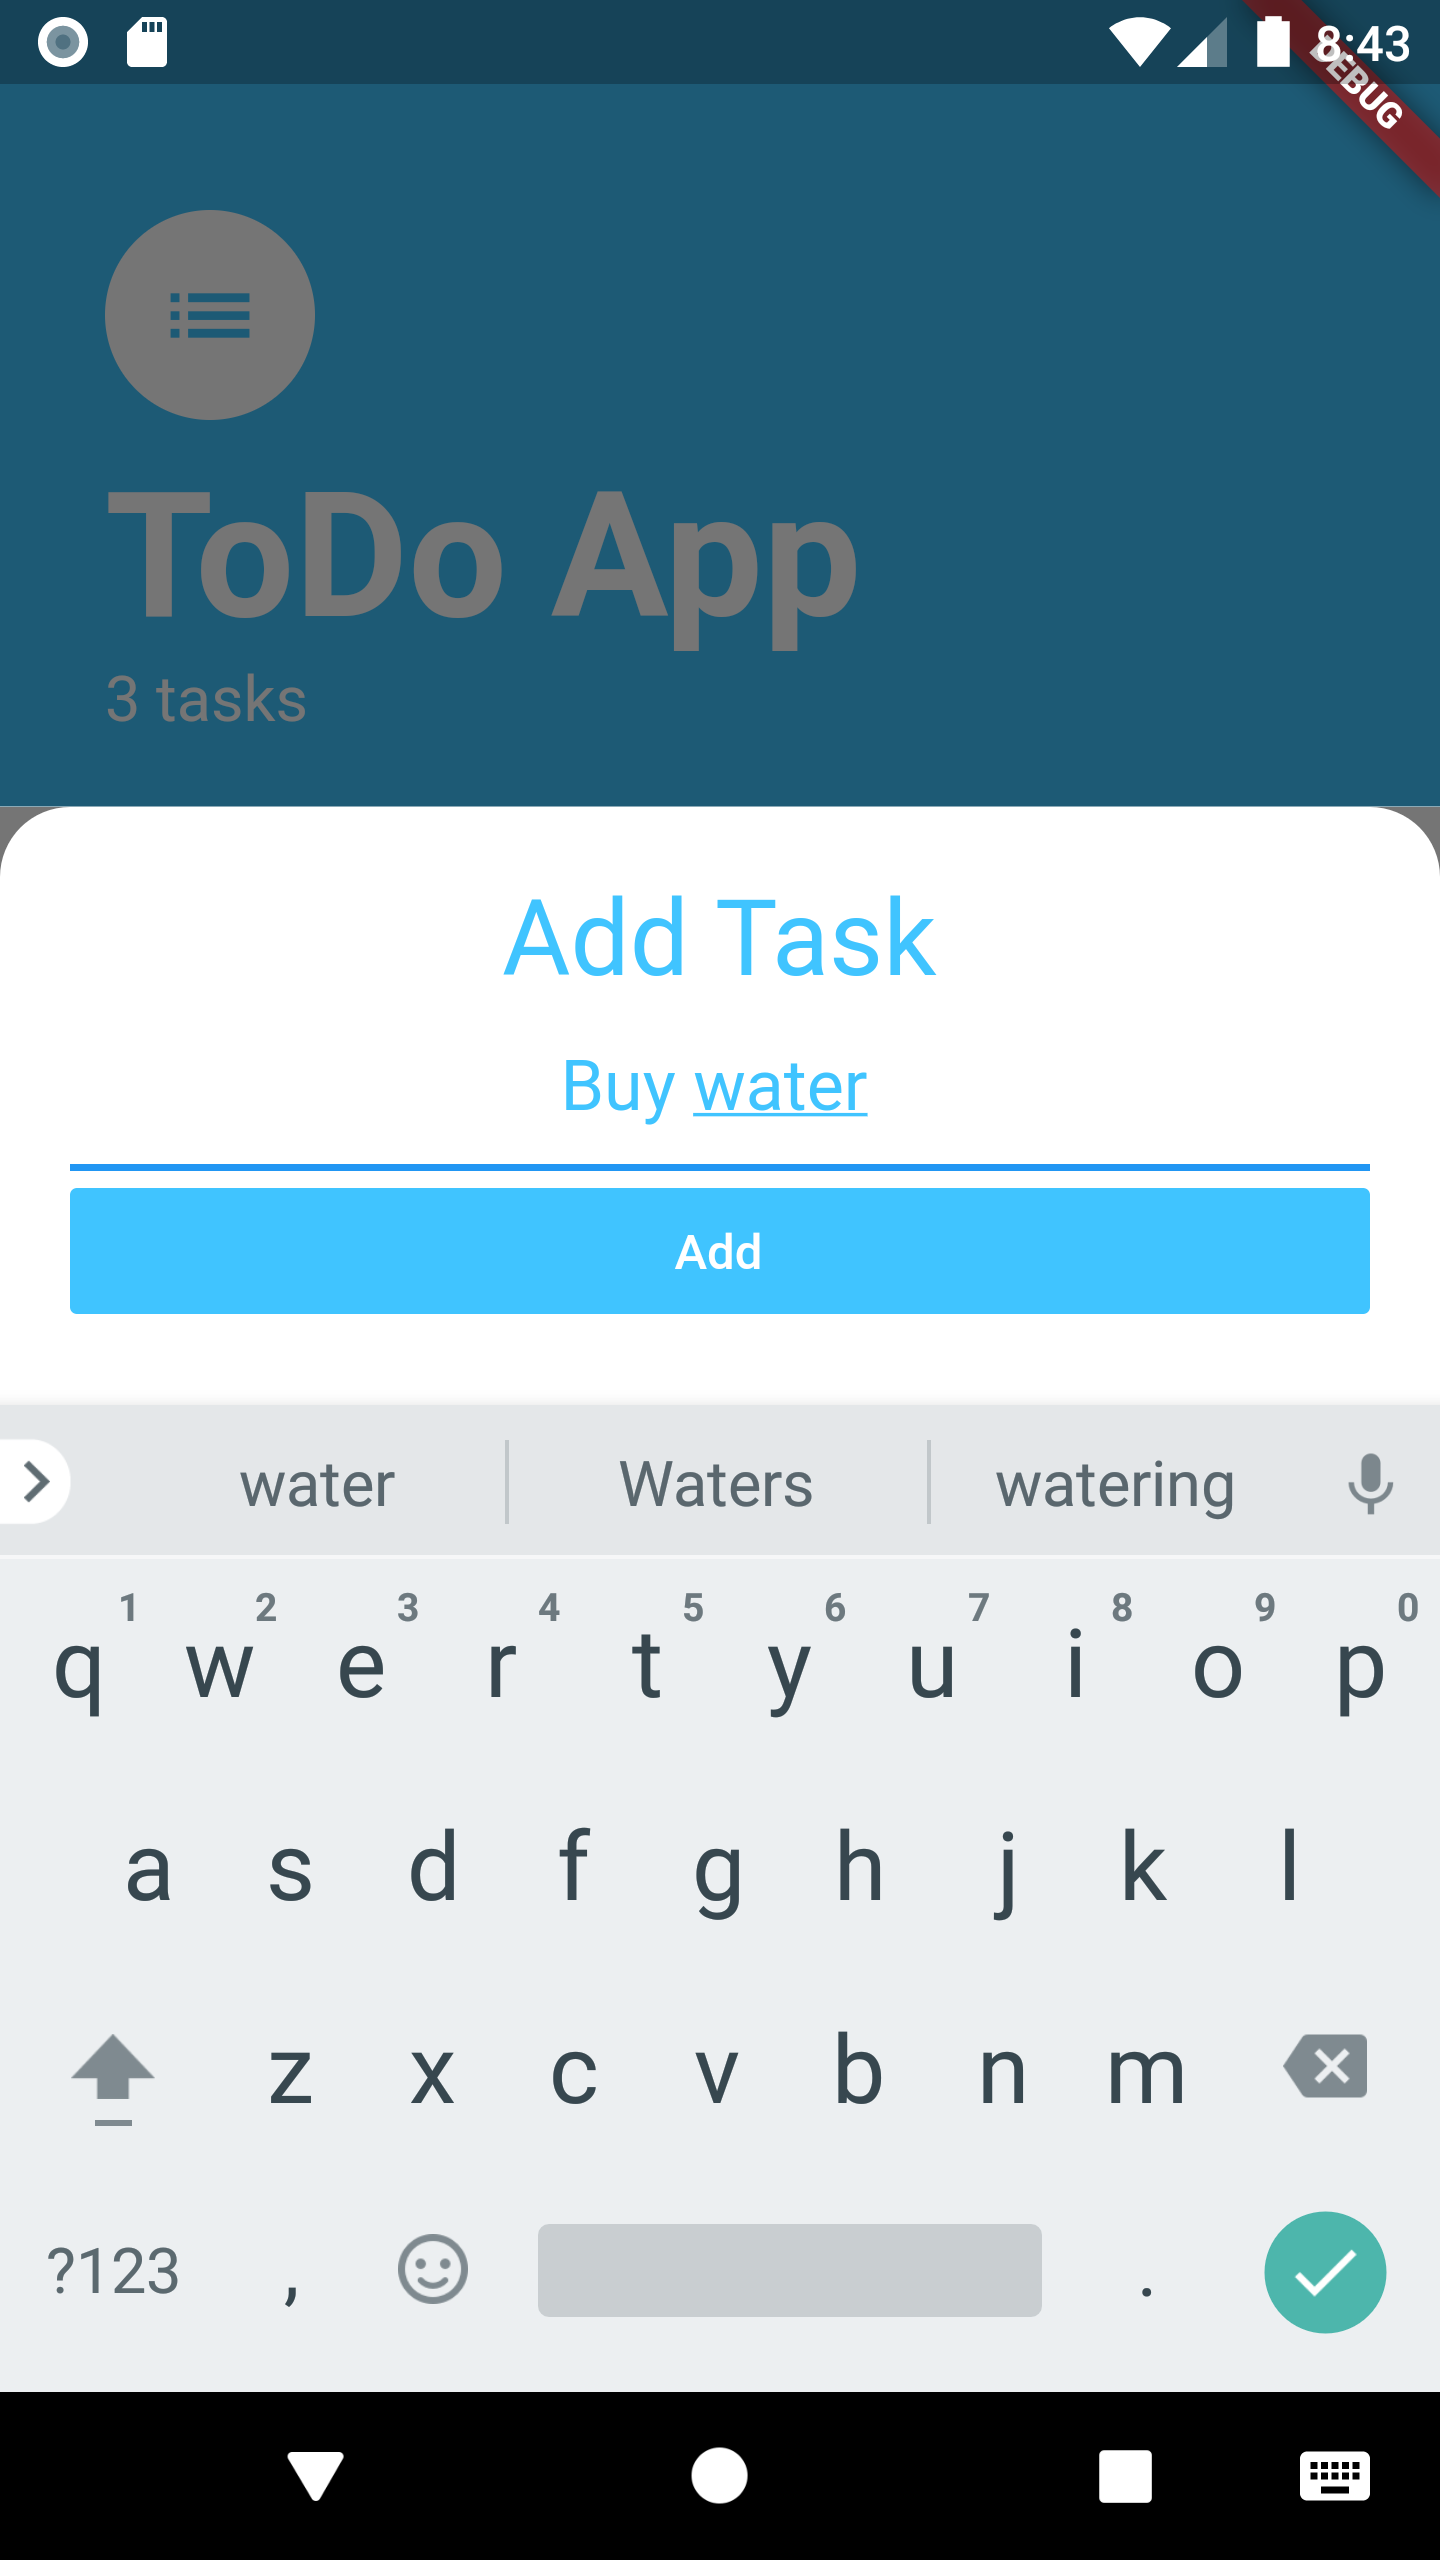 8:43
DEBUG
ToDo App
3 tasks
Add Task
Buy water
Add
water Waters watering
1 2 3 4 5 6 7 8 9 0
q w e r t y u i o p
a s d f g h j k l
z x c v b n m
?123 , .